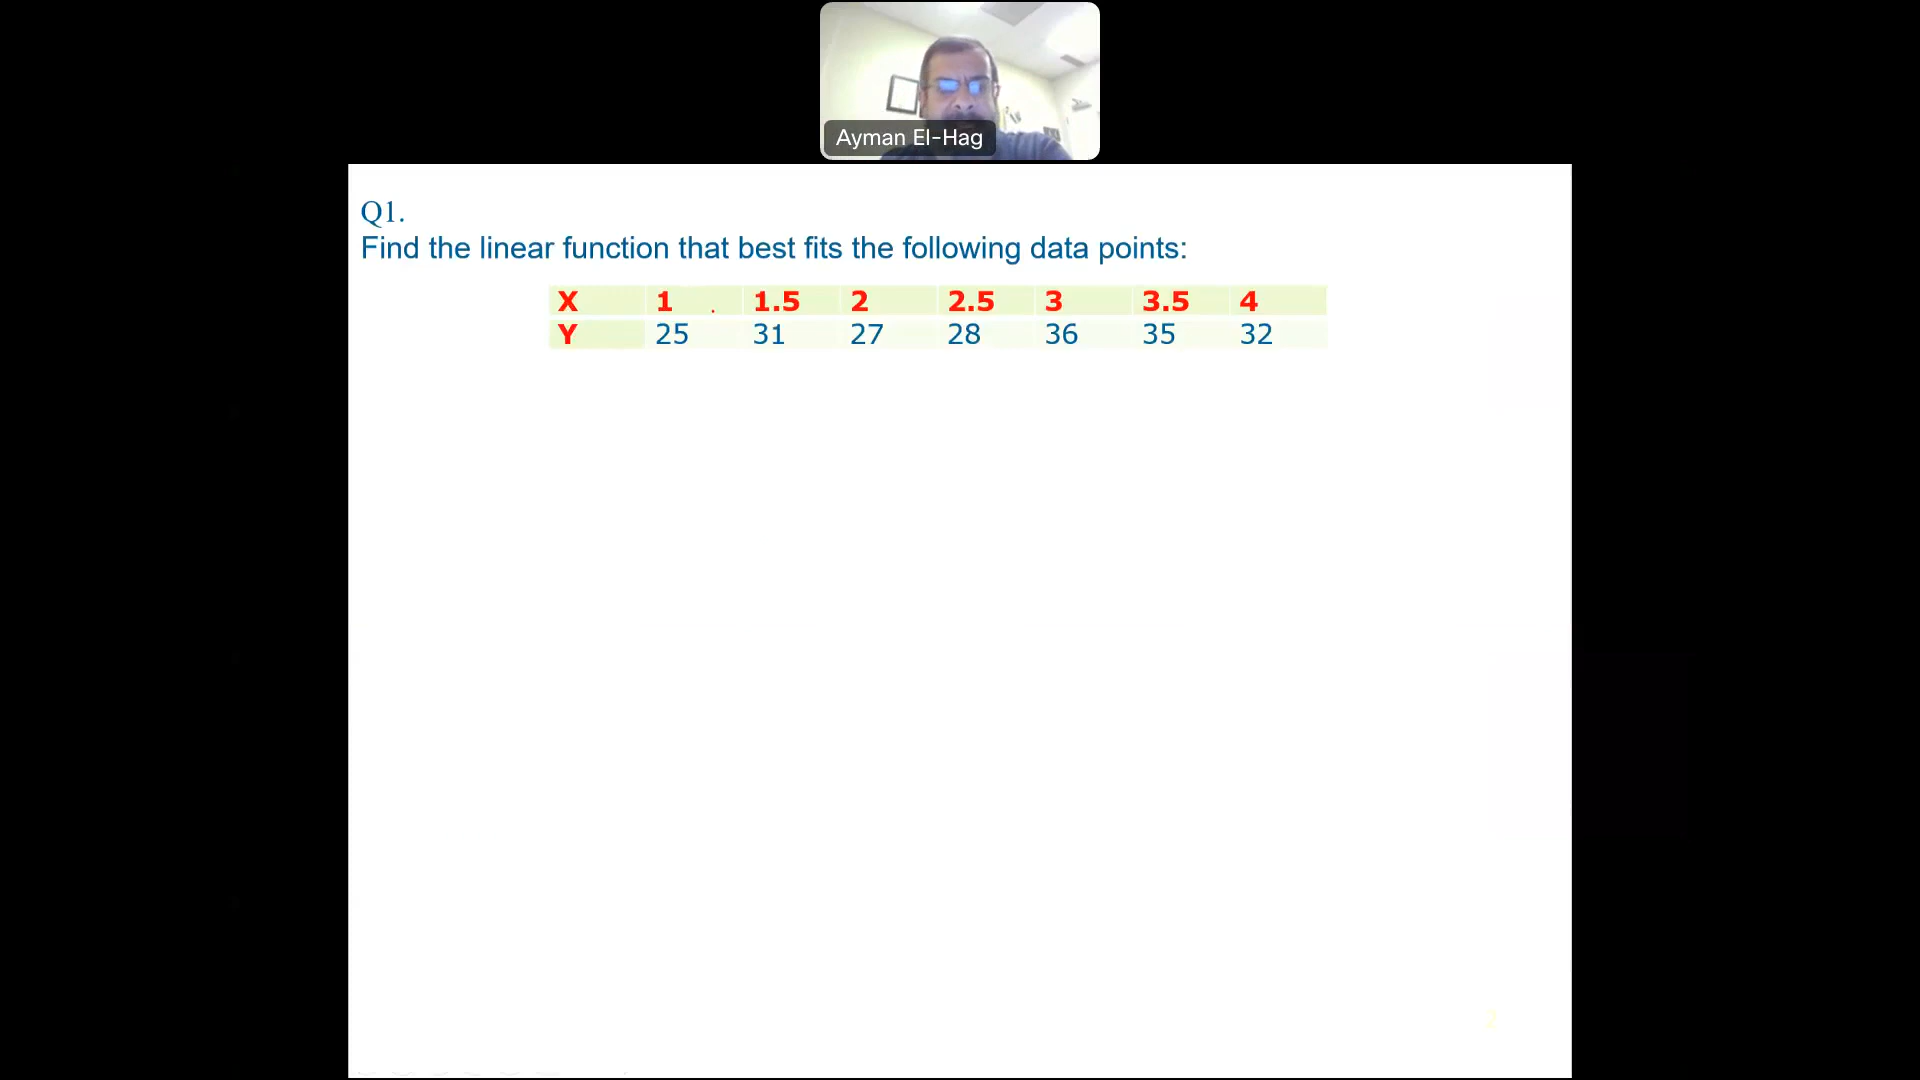 Ayman El-Hag
Q1.
Find the linear function that best fits the following data points:
X 1 1.5 2 2.5 3 3.5 4
Y 25 31 27 28 36 35 32
2